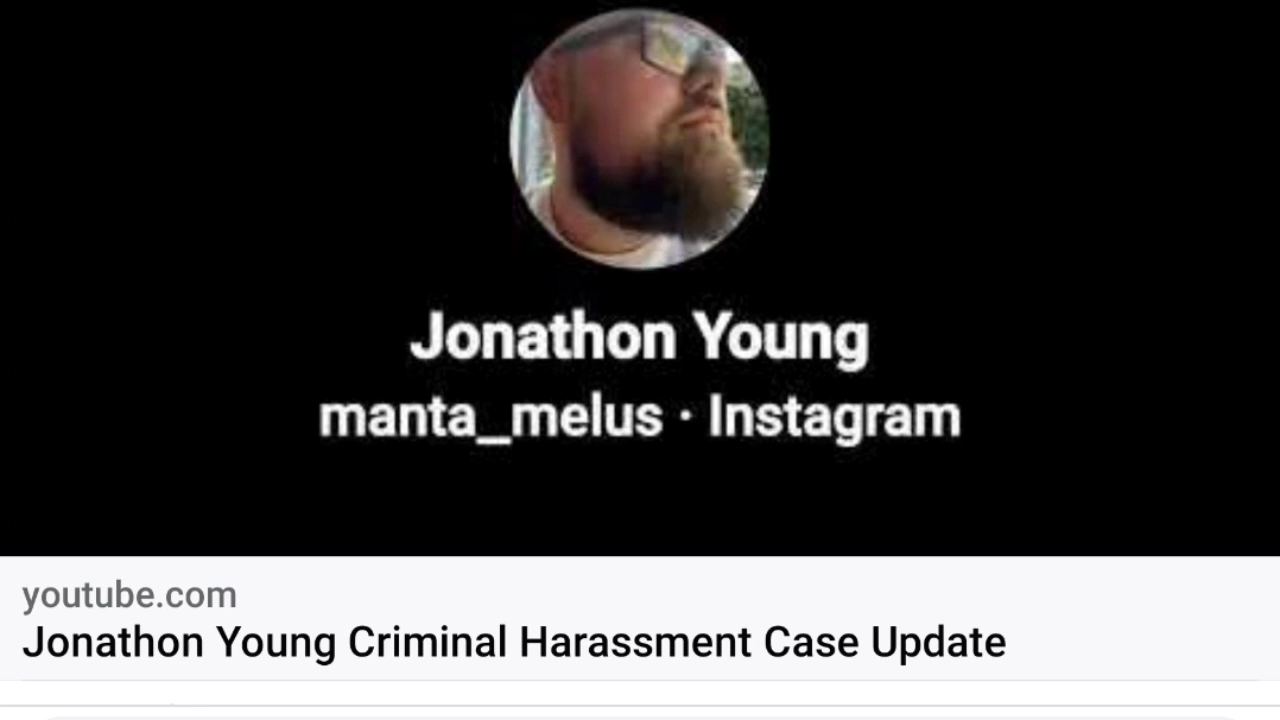 Jonathon Young
manta_melus · Instagram
youtube.com
Jonathon Young Criminal Harassment Case Update